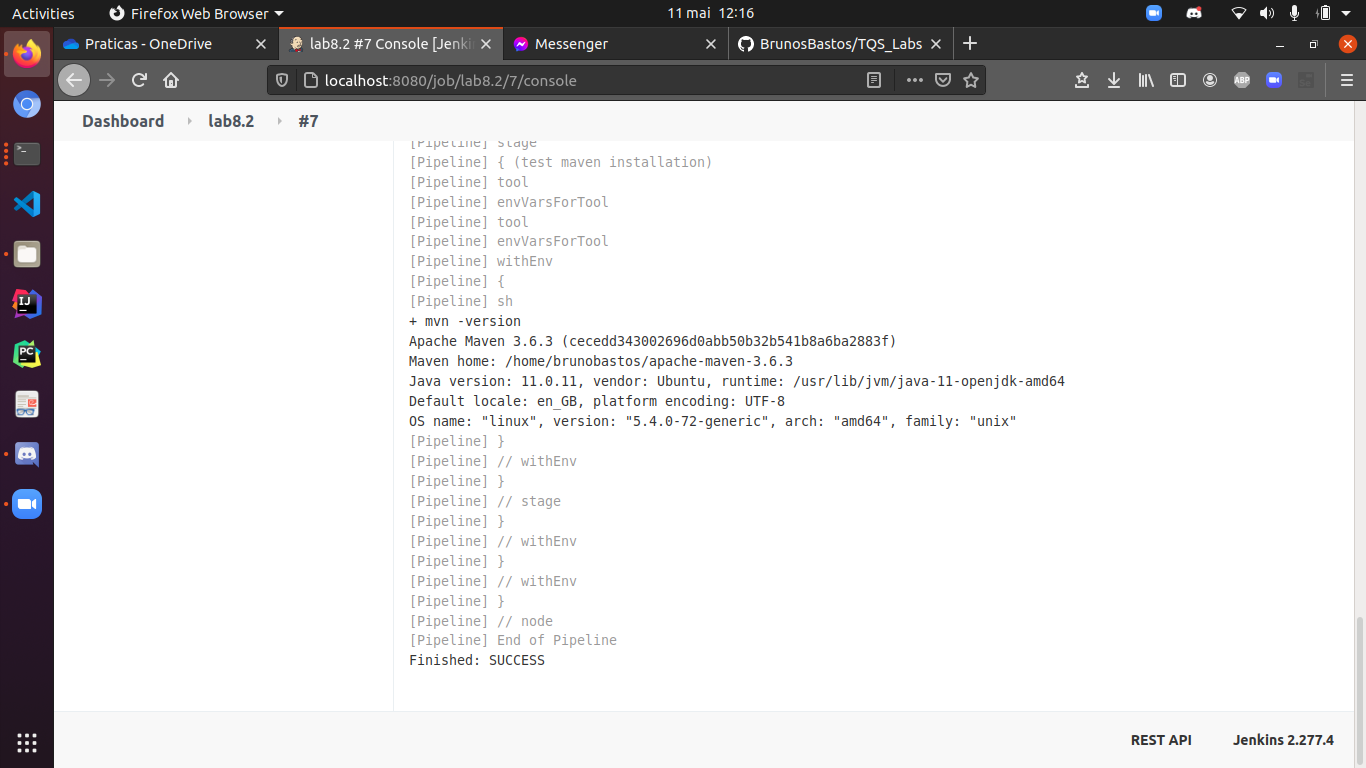 Activities Firefox Web Browser 11 mai 12:16
Praticas - OneDrive lab8.2 #7 Console [Jenki Messenger BrunosBastos/TQS_Labs
localhost:8080/job/lab8.2/7/console ABP
Dashboard lab8.2 #7
[Pipeline] stage
[Pipeline] { (test maven installation)
[Pipeline] tool
[Pipeline] envVarsForTool
[Pipeline] tool
[Pipeline] envVarsForTool
[Pipeline] withEnv
[Pipeline] {
[Pipeline] sh
+ mvn -version
Apache Maven 3.6.3 (cecedd343002696d0abb50b32b541b8a6ba2883f)
Maven home: /home/brunobastos/apache-maven-3.6.3
Java version: 11.0.11, vendor: Ubuntu, runtime: /usr/lib/jvm/java-11-openjdk-amd64
Default locale: en_GB, platform encoding: UTF-8
OS name: "linux", version: "5.4.0-72-generic", arch: "amd64", family: "unix"
[Pipeline] }
[Pipeline] // withEnv
[Pipeline] }
[Pipeline] // stage
[Pipeline] }
[Pipeline] // withEnv
[Pipeline] }
[Pipeline] // withEnv
[Pipeline] }
[Pipeline] // node
[Pipeline] End of Pipeline
Finished: SUCCESS
REST API Jenkins 2.277.4
IJ
PC